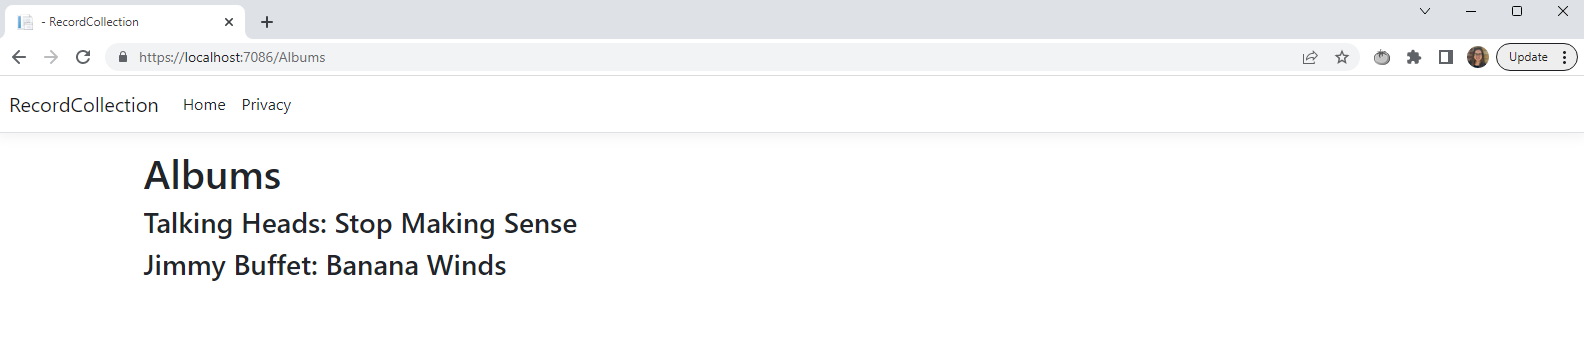 - RecordCollection
https://localhost:7086/Albums
Update
RecordCollection Home Privacy
Albums
Talking Heads: Stop Making Sense
Jimmy Buffet: Banana Winds